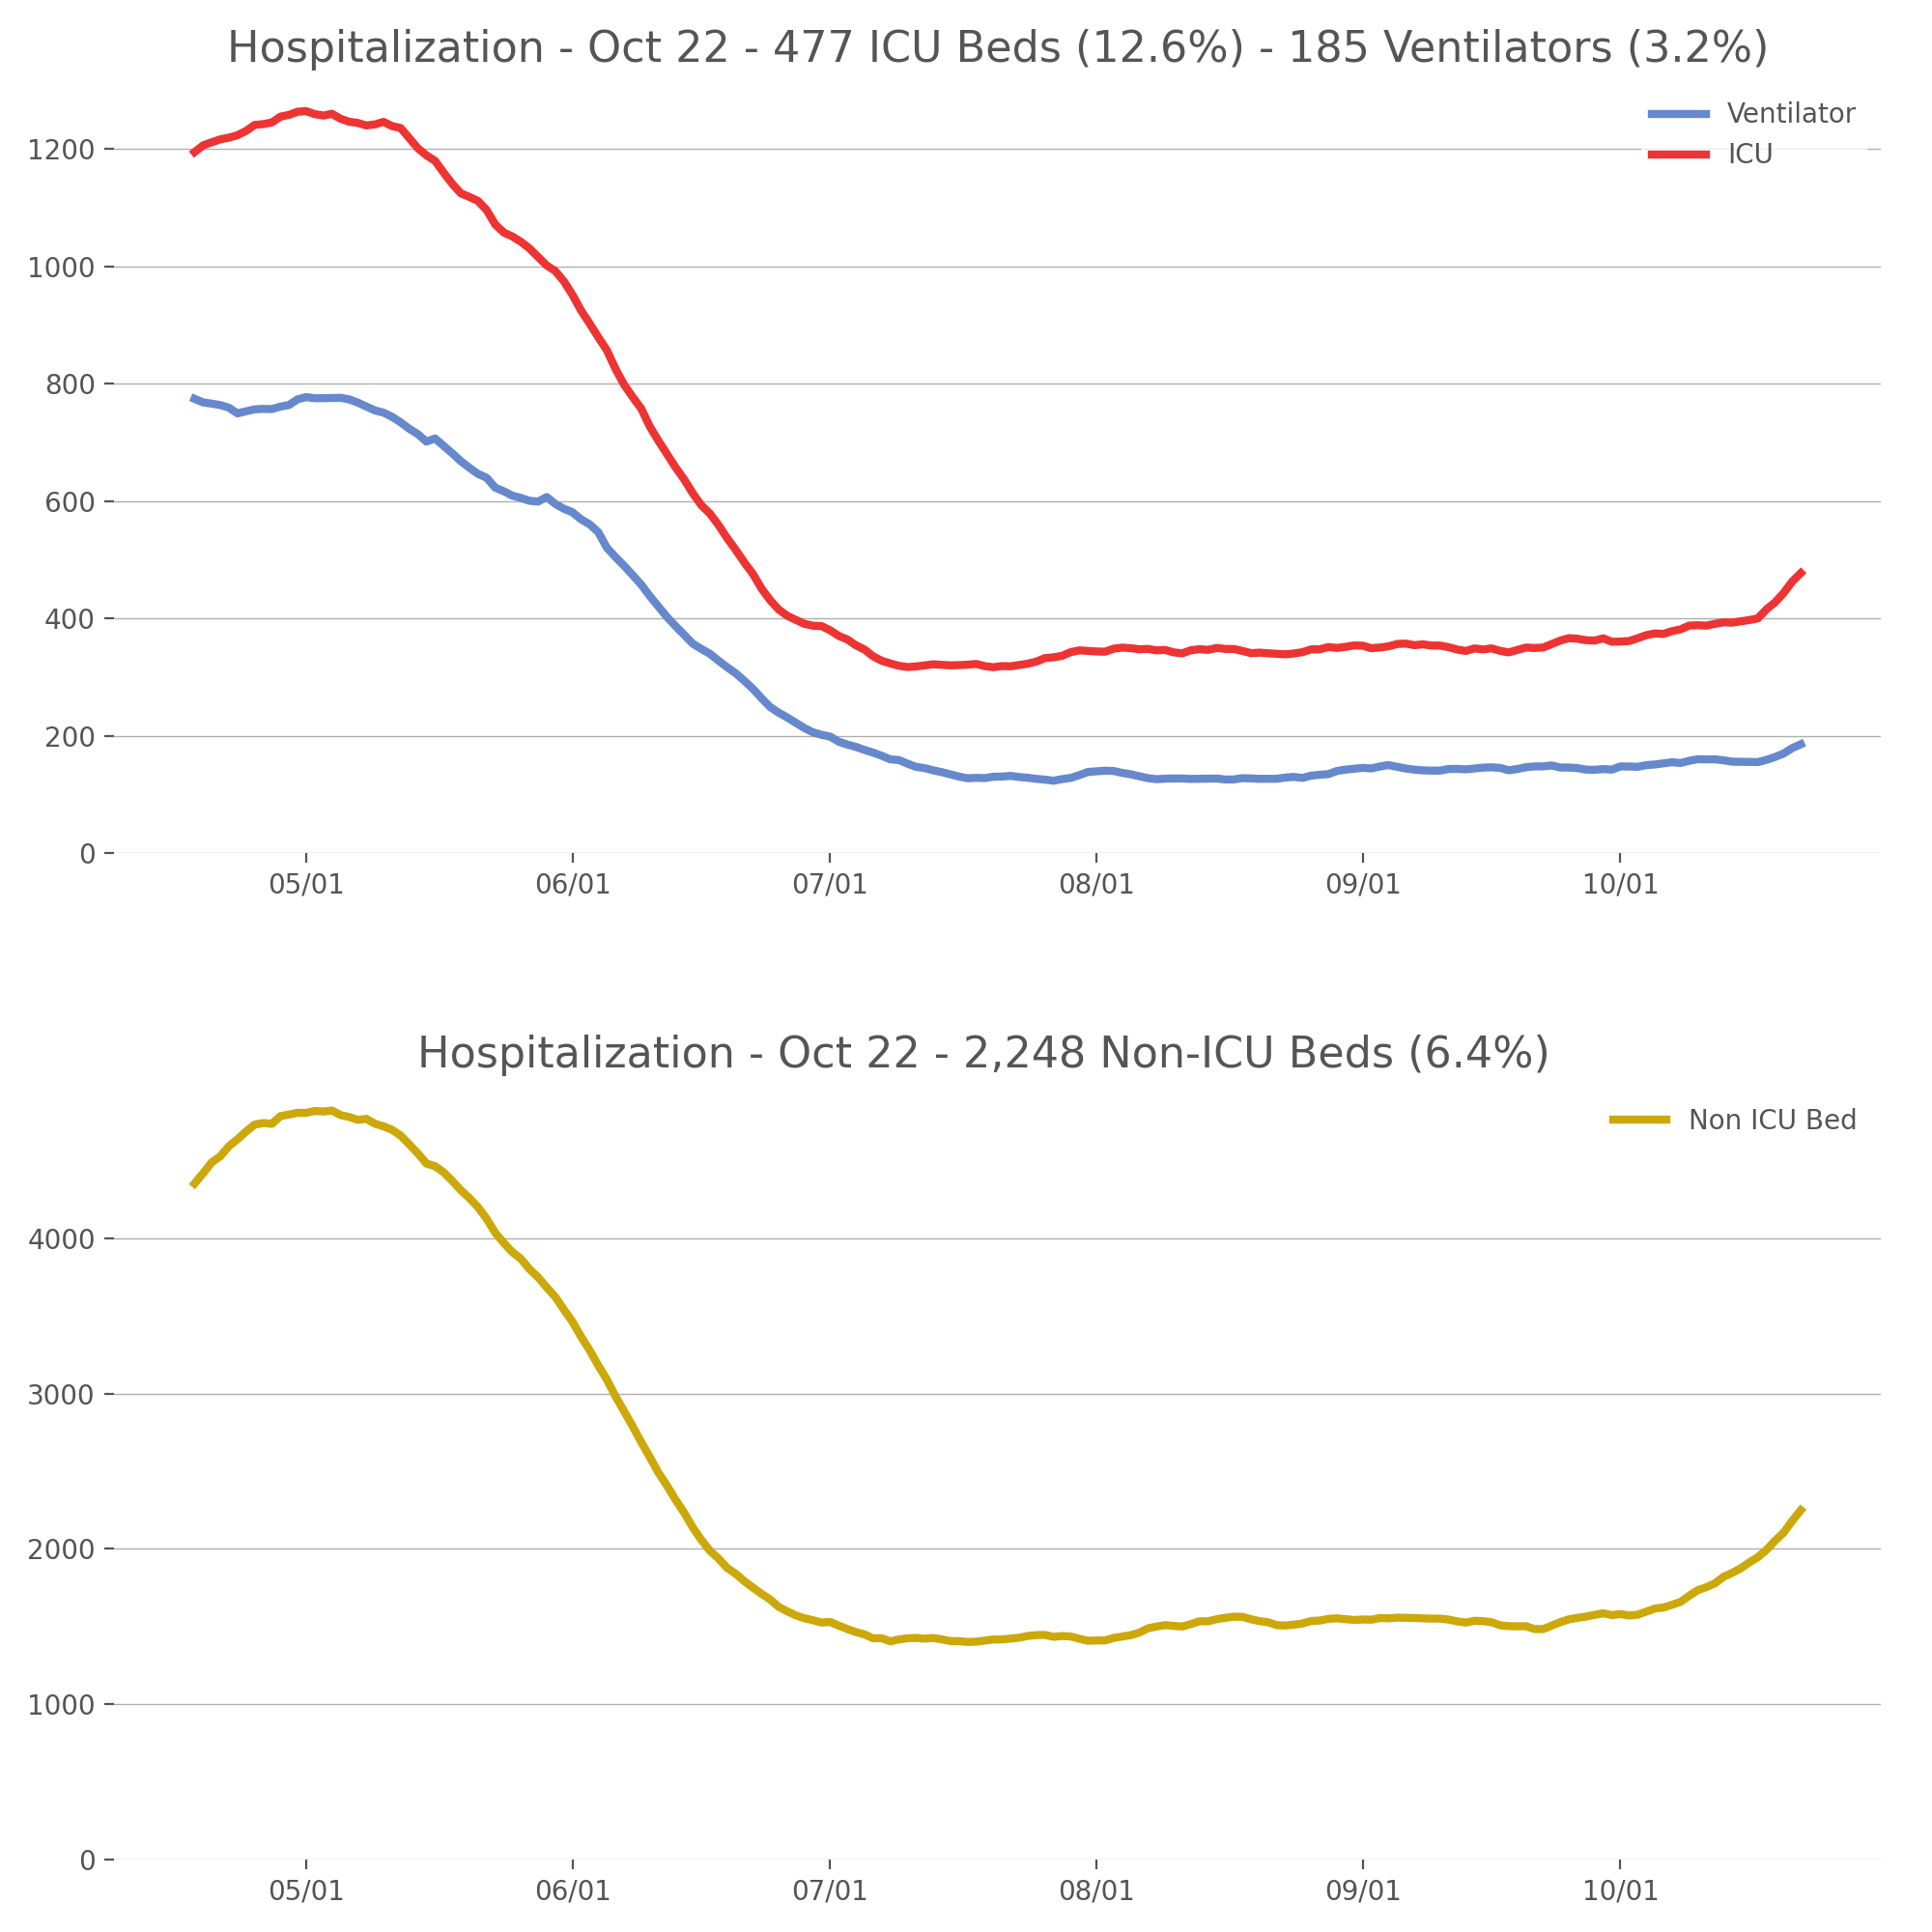 Hospitalization - Oct 22 - 477 ICU Beds (12.6%) - 185 Ventilators (3.2%)
Ventilator
ICU
1200
1000
800
600
400
200
0
05/01 06/01 07/01 08/01 09/01 10/01
Hospitalization - Oct 22 - 2,248 Non-ICU Beds (6.4%)
Non ICU Bed
4000
3000
2000
1000
0
05/01 06/01 07/01 08/01 09/01 10/01